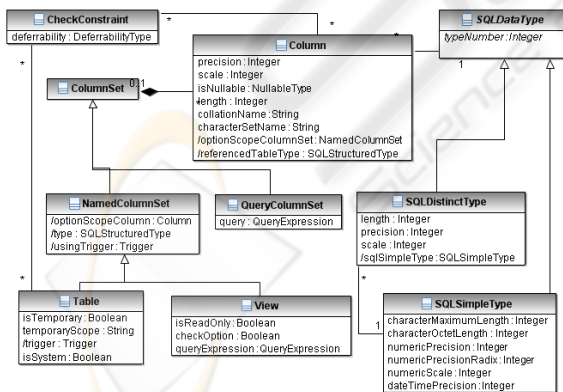 CheckConstraint
deferrability : DeferrabilityType
*
*
*
Column
precision : Integer
scale : Integer
isNullable : NullableType
length : Integer
collationName : String
characterSetName : String
/optionScopeColumnSet : NamedColumnSet
/referencedTableType : SQLStructuredType
*
1
SQLDataType
typeNumber : Integer
ColumnSet
0..1
*
NamedColumnSet
/optionScopeColumn : Column
/type : SQLStructuredType
/usingTrigger : Trigger
QueryColumnSet
query : QueryExpression
SQLDistinctType
length : Integer
precision : Integer
scale : Integer
/sqlSimpleType : SQLSimpleType
*
1
*
Table
isTemporary : Boolean
temporaryScope : String
/trigger : Trigger
isSystem : Boolean
View
isReadOnly : Boolean
checkOption : Boolean
queryExpression : QueryExpression
SQLSimpleType
characterMaximumLength : Integer
characterOctetLength : Integer
numericPrecision : Integer
numericPrecisionRadix : Integer
numericScale : Integer
dateTimePrecision : Integer